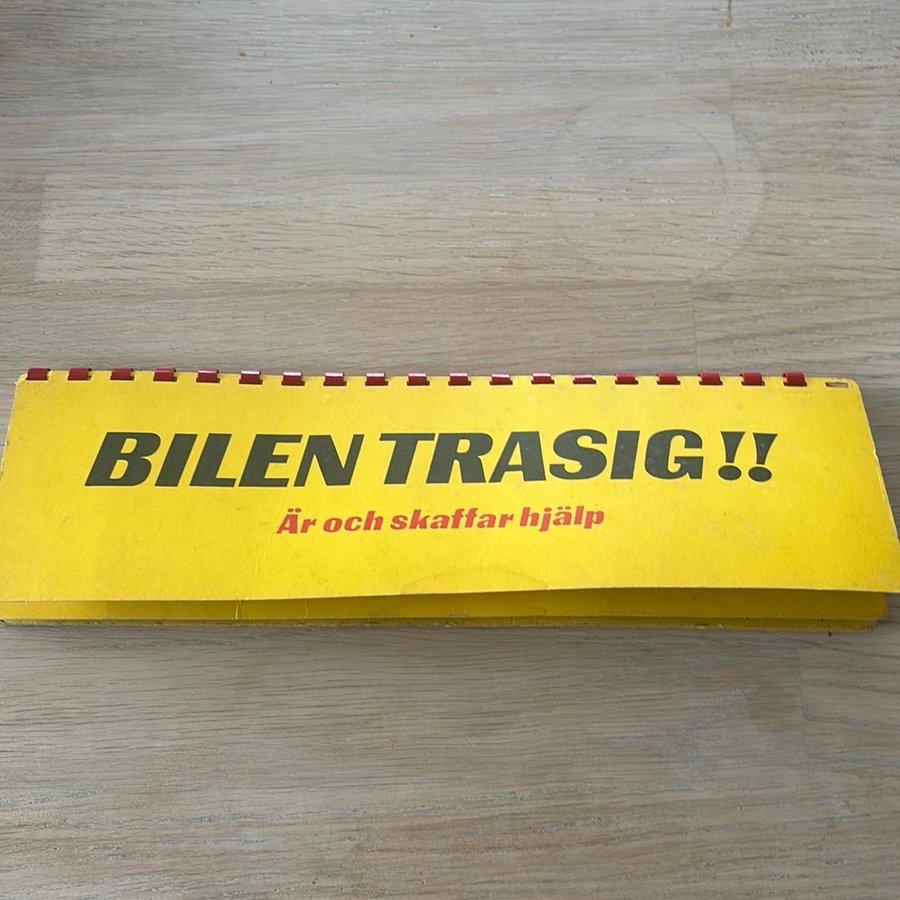 BILEN TRASIG!!
Är och skaffar hjälp